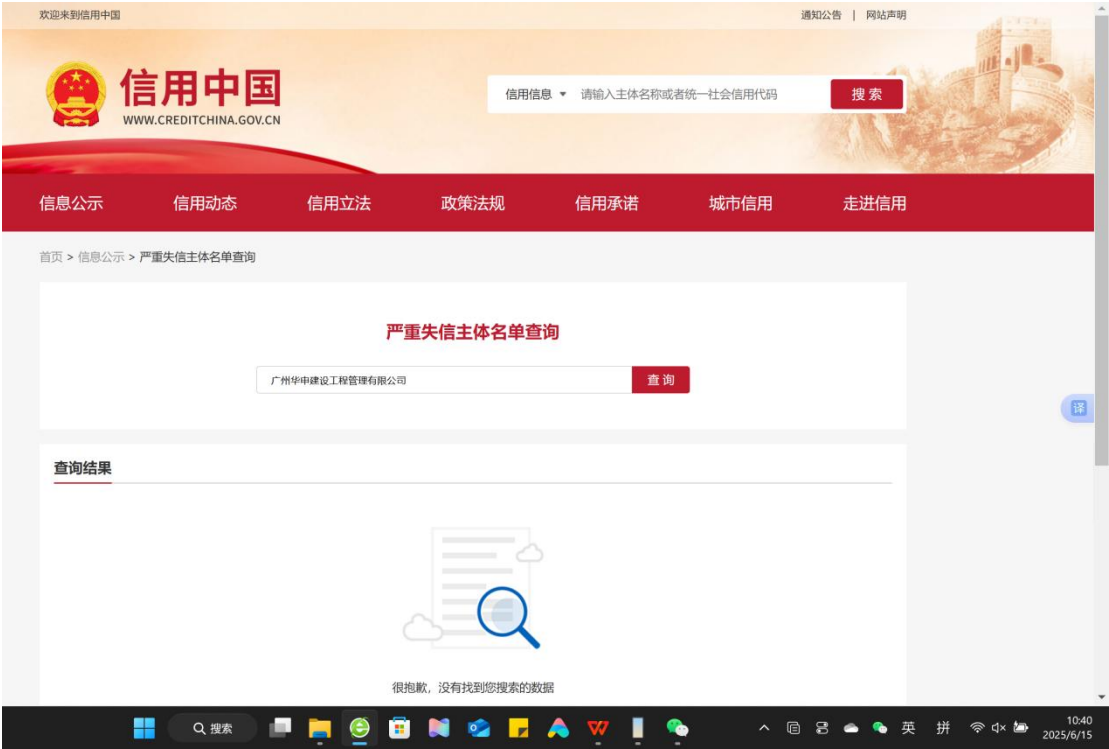 欢迎来到信用中国
通知公告 | 网站声明
信用中国
WWW.CREDITCHINA.GOV.CN
信用信息 请输入主体名称或者统一社会信用代码 搜索
信息公示 信用动态 信用立法 政策法规 信用承诺 城市信用 走进信用
首页 > 信息公示 > 严重失信主体名单查询
严重失信主体名单查询
广州华申建设工程管理有限公司 查询
译
查询结果
很抱歉，没有找到您搜索的数据
搜索 英 拼 10:40
2025/6/15